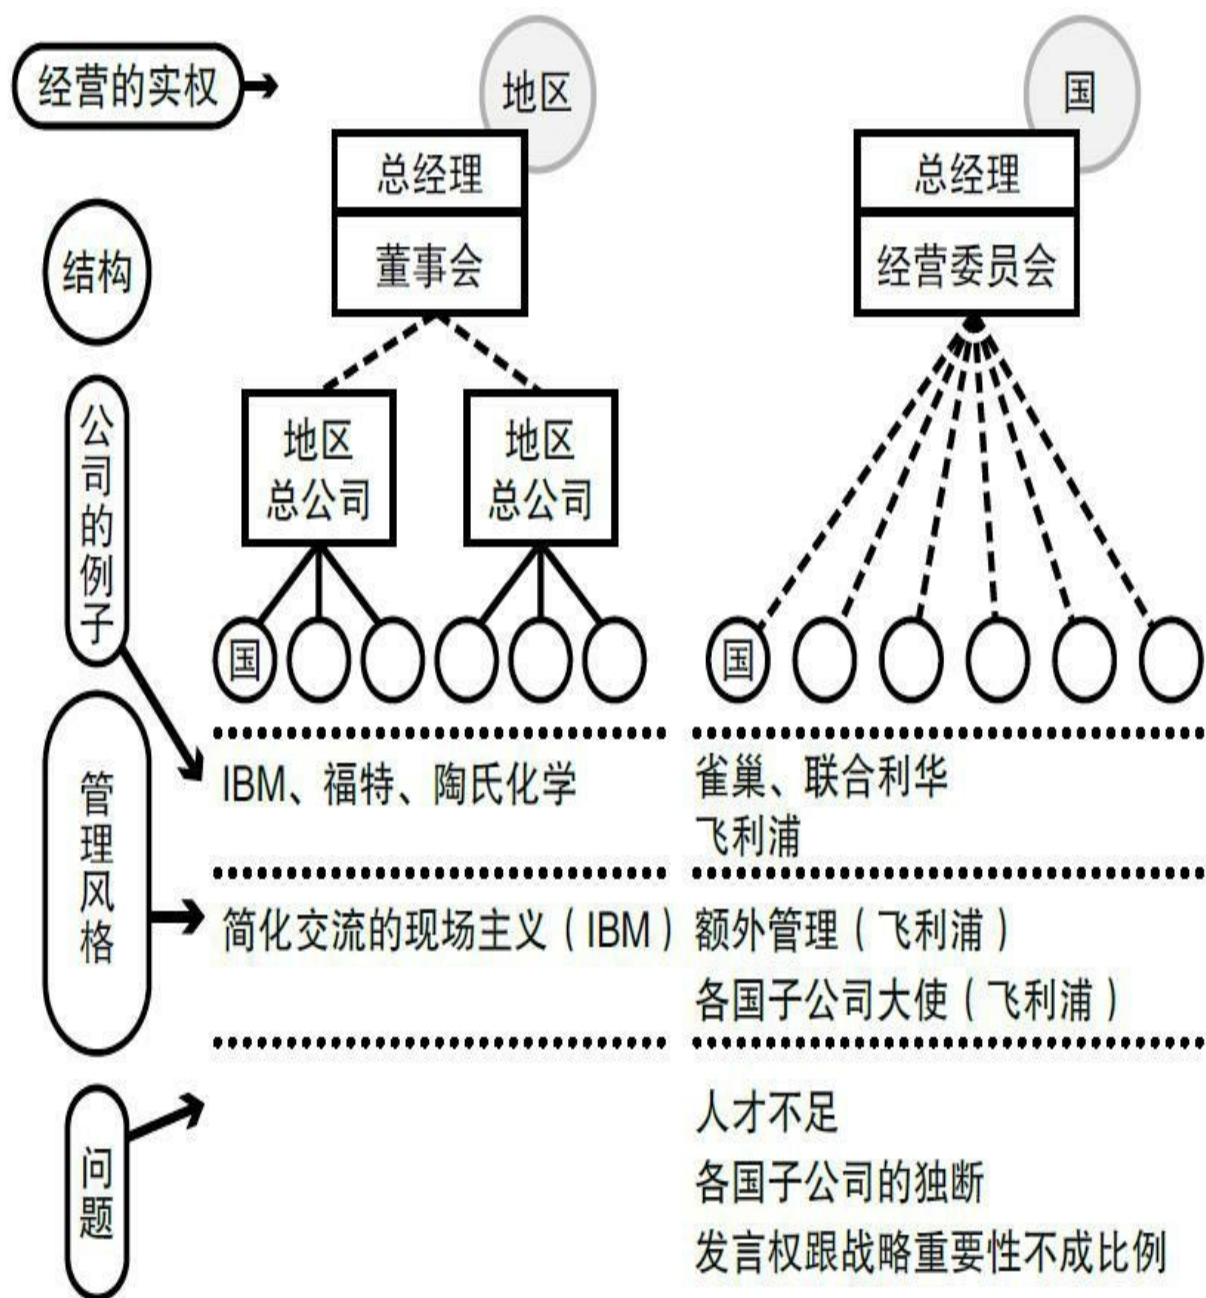 经营的实权
地区
国
总经理
董事会
总经理
经营委员会
结构
地区
总公司
地区
总公司
国
国
公司的例子
IBM、福特、陶氏化学
雀巢、联合利华
飞利浦
管理风格
简化交流的现场主义（IBM）
额外管理（飞利浦）
各国子公司大使（飞利浦）
问题
人才不足
各国子公司的独断
发言权跟战略重要性不成比例